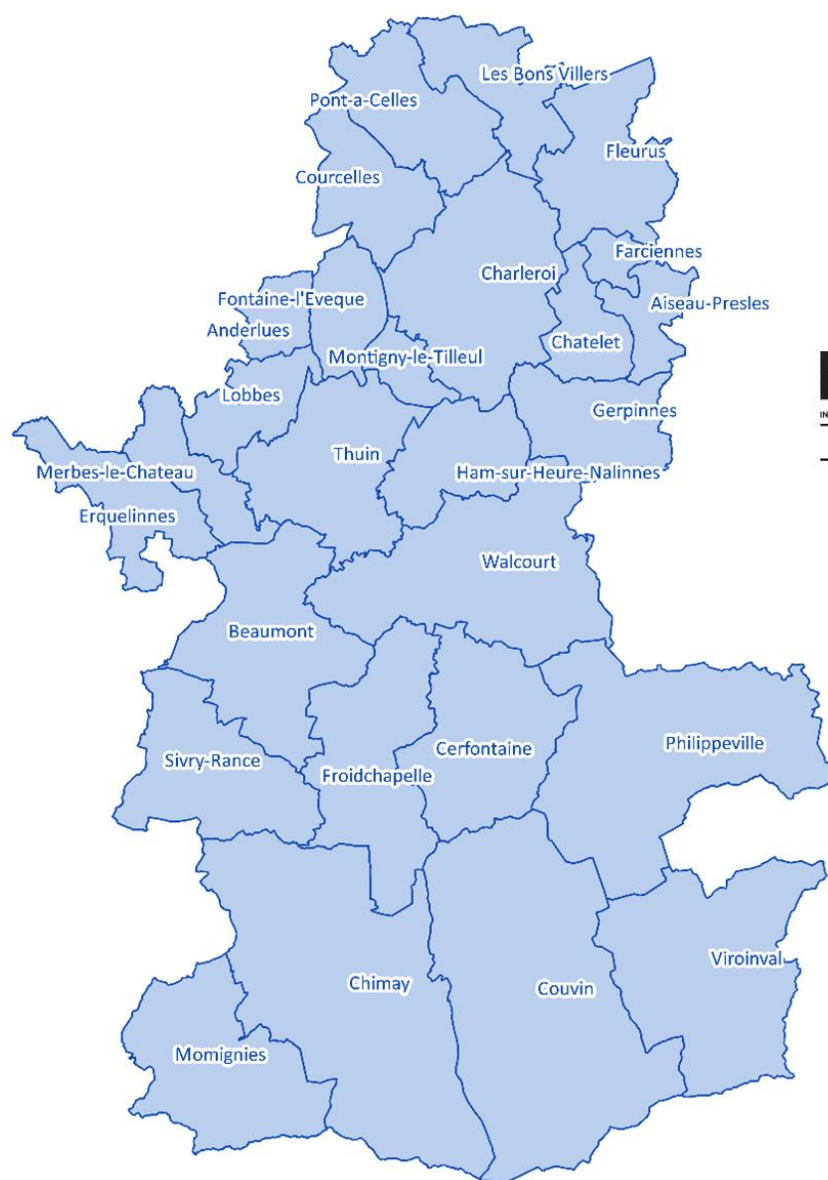 Les Bons Villers
Pont-a-Celles
Fleurus
Courcelles
Farciennes
Charleroi
Fontaine-l'Eveque
Aiseau-Presles
Anderlues
Chatelet
Montigny-le-Tilleul
Lobbes
Gerpinnes
IN
Thuin
Merbes-le-Chateau
Ham-sur-Heure-Nalinnes
Erquelinnes
Walcourt
Beaumont
Cerfontaine
Philippeville
Sivry-Rance
Froidchapelle
Viroinval
Chimay
Couvin
Momignies